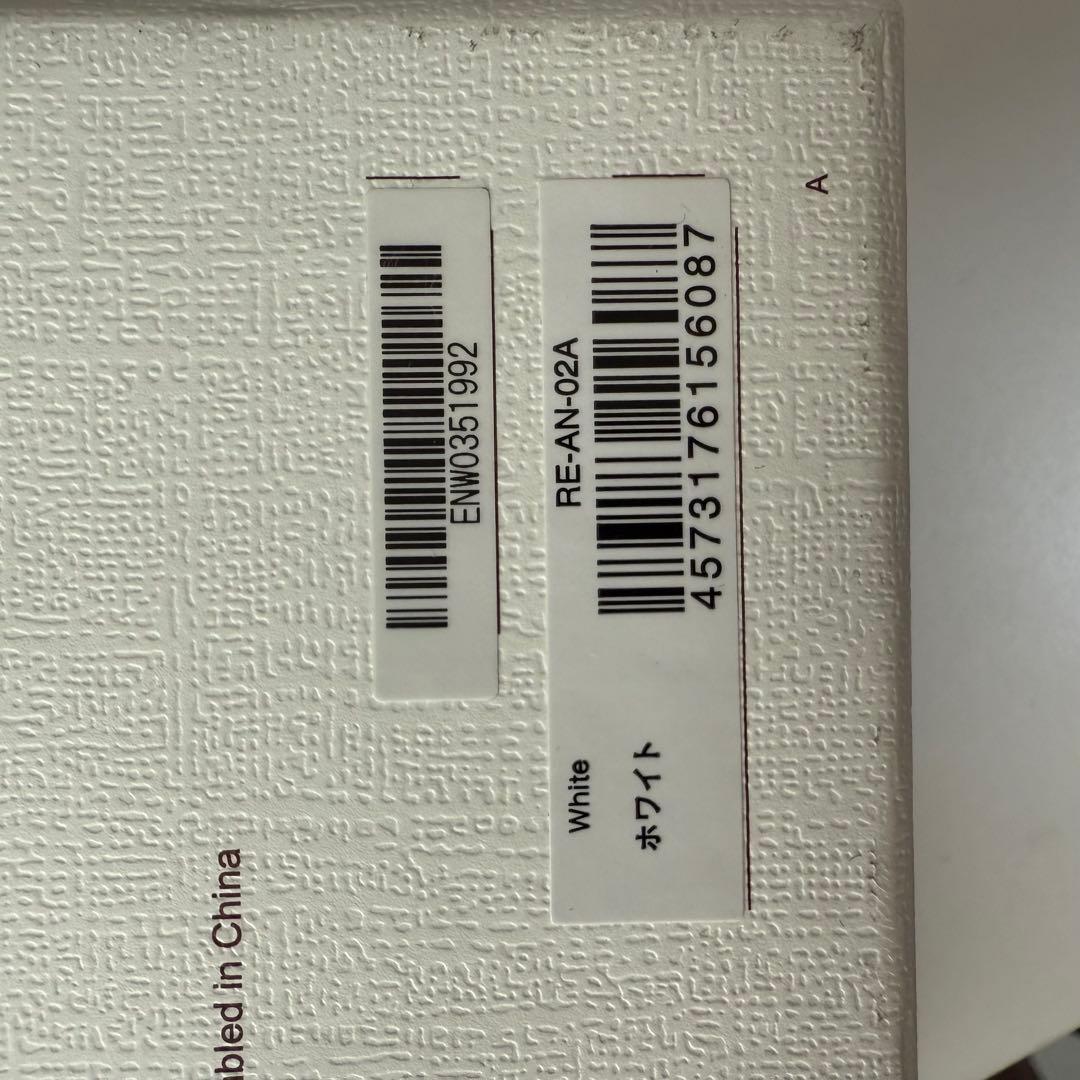 bled in China
ENW0351992
RE-AN-02A
4573176156087
White
ホワイト
A